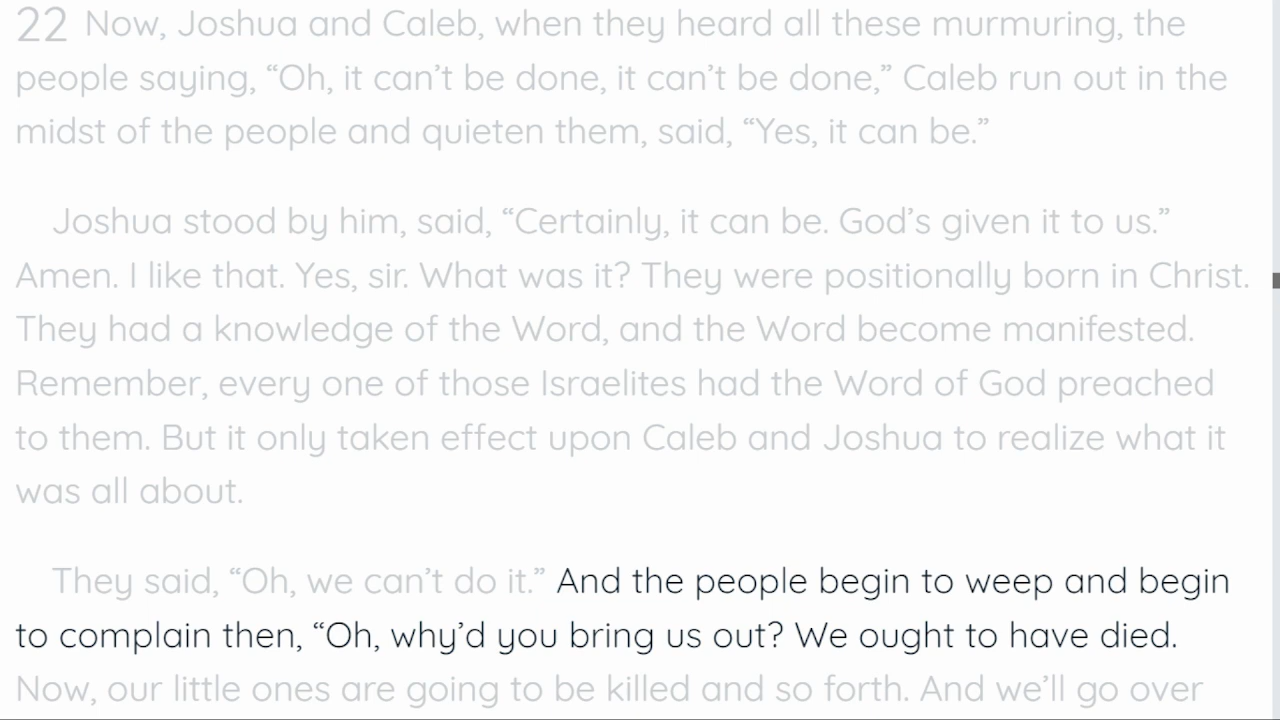 22 Now, Joshua and Caleb, when they heard all these murmuring, the
people saying, “Oh, it can’t be done, it can’t be done,” Caleb run out in the
midst of the people and quieten them, said, “Yes, it can be.”
Joshua stood by him, said, “Certainly, it can be. God’s given it to us.”
Amen. I like that. Yes, sir. What was it? They were positionally born in Christ.
They had a knowledge of the Word, and the Word become manifested.
Remember, every one of those Israelites had the Word of God preached
to them. But it only taken effect upon Caleb and Joshua to realize what it
was all about.
They said, “Oh, we can’t do it.” And the people begin to weep and begin
to complain then, “Oh, why’d you bring us out? We ought to have died.
Now, our little ones are going to be killed and so forth. And we’ll go over